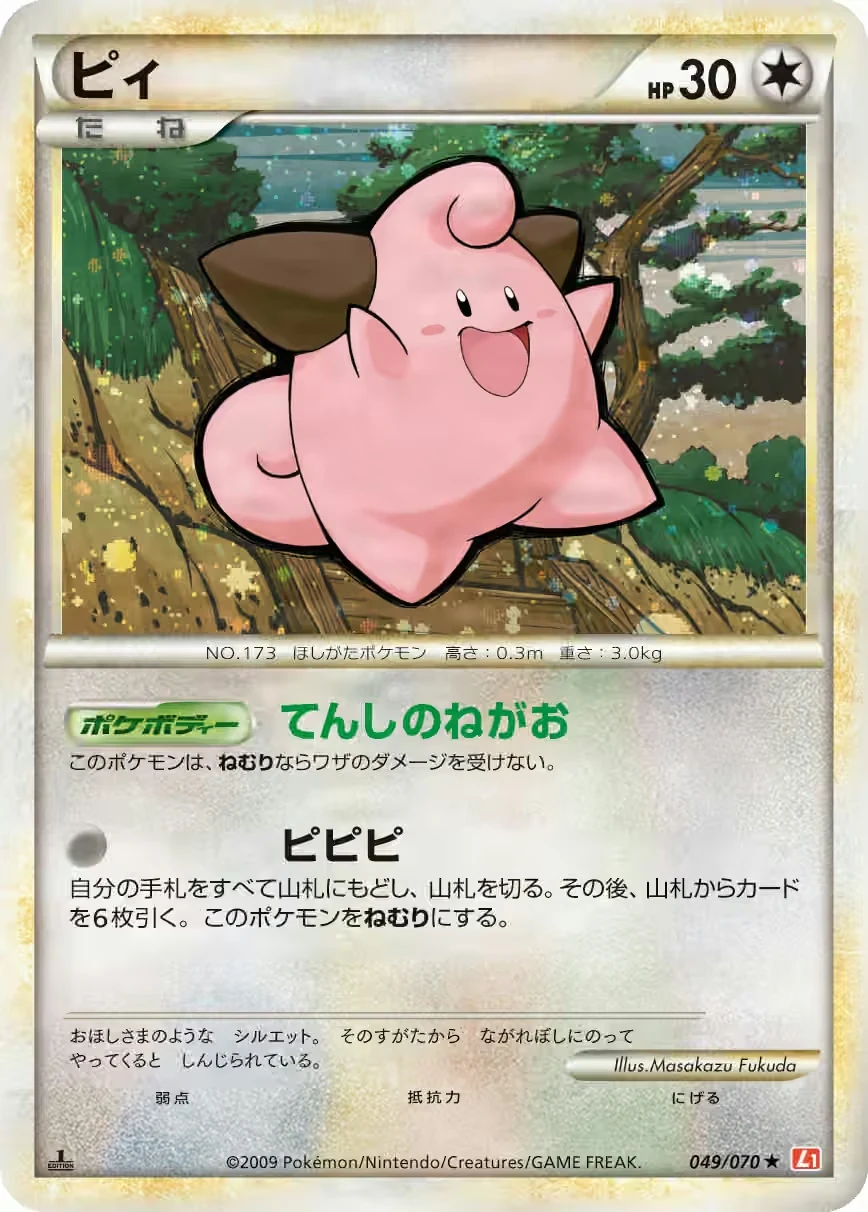 ピィ
HP30
たね
NO.173 ほしがたポケモン 高さ：0.3m 重さ：3.0kg
ポケボディー てんしのねがお
このポケモンは、ねむりならワザのダメージを受けない。
ピピピ
自分の手札をすべて山札にもどし、山札を切る。その後、山札からカード
を6枚引く。このポケモンをねむりにする。
おほしさまのような シルエット。 そのすがたから ながれぼしにのって
やってくると しんじられている。
Illus.Masakazu Fukuda
弱点 抵抗力 にげる
1 EDITION
©2009 Pokémon/Nintendo/Creatures/GAME FREAK.
049/070 ★ L1